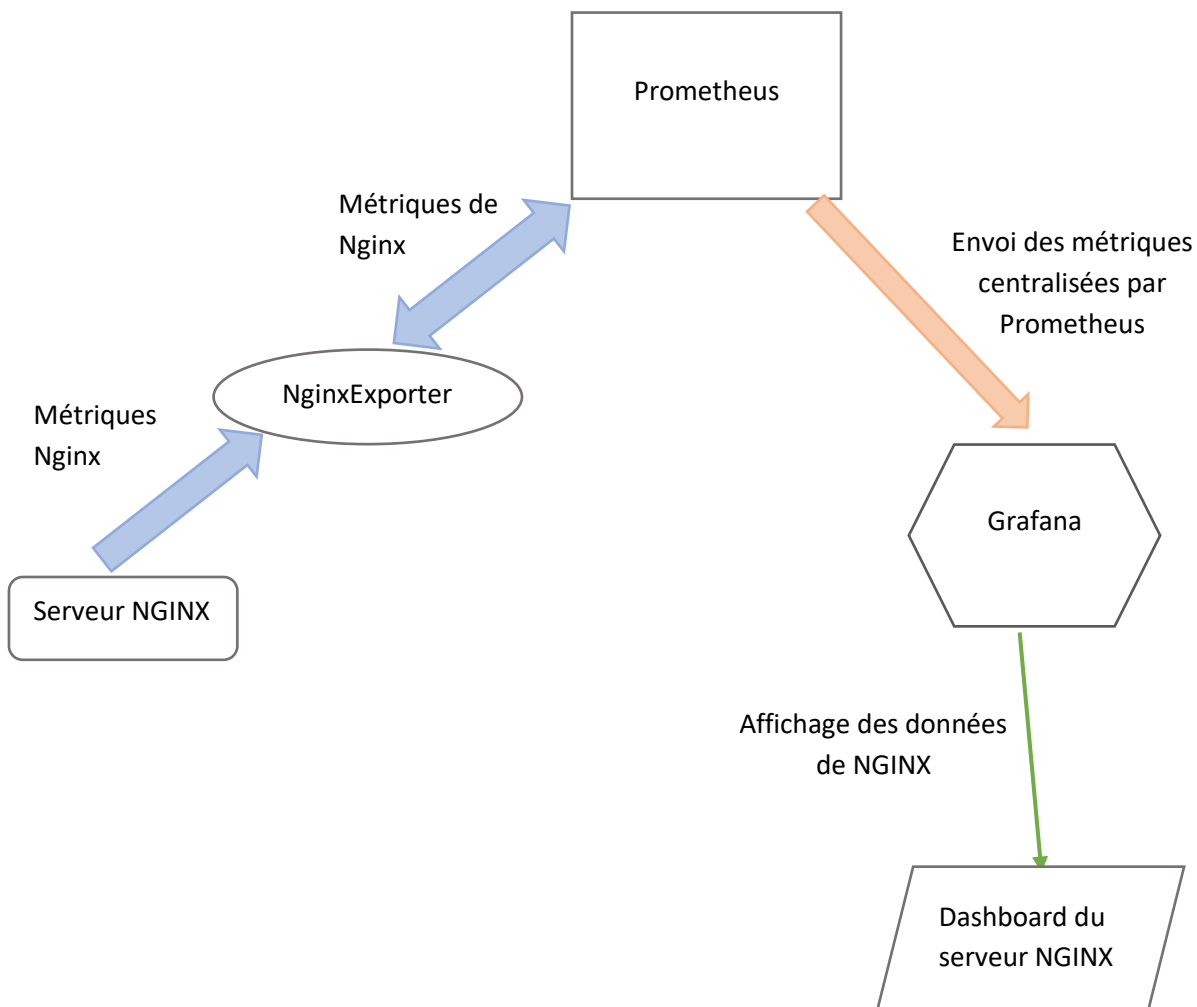 Prometheus
Métriques de
Nginx
Envoi des métriques
centralisées par
Prometheus
NginxExporter
Métriques
Nginx
Grafana
Serveur NGINX
Affichage des données
de NGINX
Dashboard du
serveur NGINX